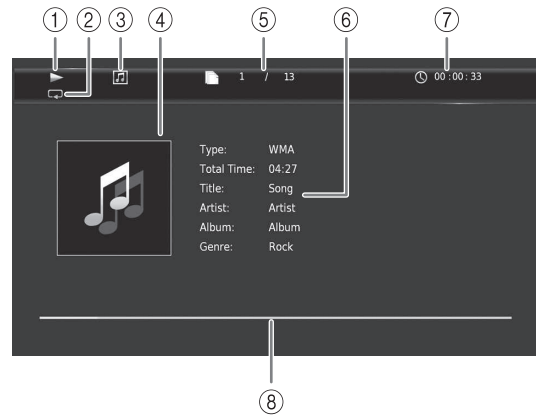 ① ② ③ ④ ⑤ ⑥ ⑦
1 / 13 00:00:33
Type: WMA
Total Time: 04:27
Title: Song
Artist: Artist
Album: Album
Genre: Rock
⑧